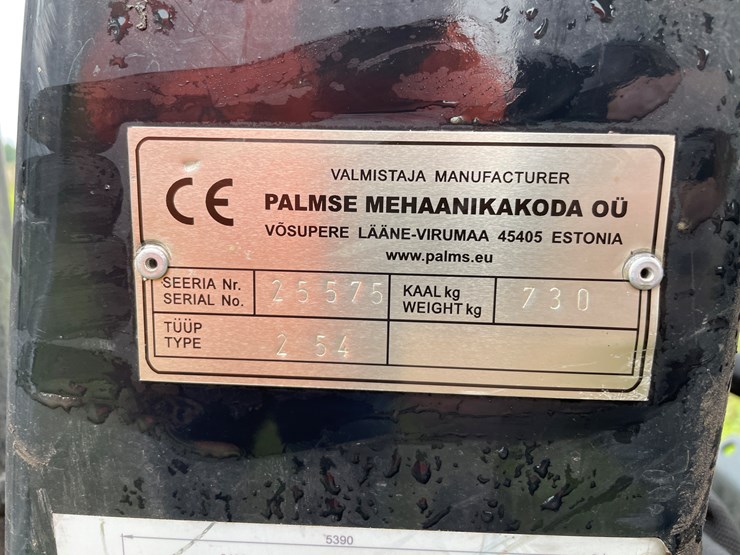 CE
VALMISTAJA MANUFACTURER
PALMSE MEHAANIKAKODA OÜ
VÕSUPERE LÄÄNE-VIRUMAA 45405 ESTONIA
www.palms.eu
SEERIA Nr.
SERIAL No.
25575
KAAL kg
WEIGHT kg
730
TÜÜP
TYPE
2 54
5390